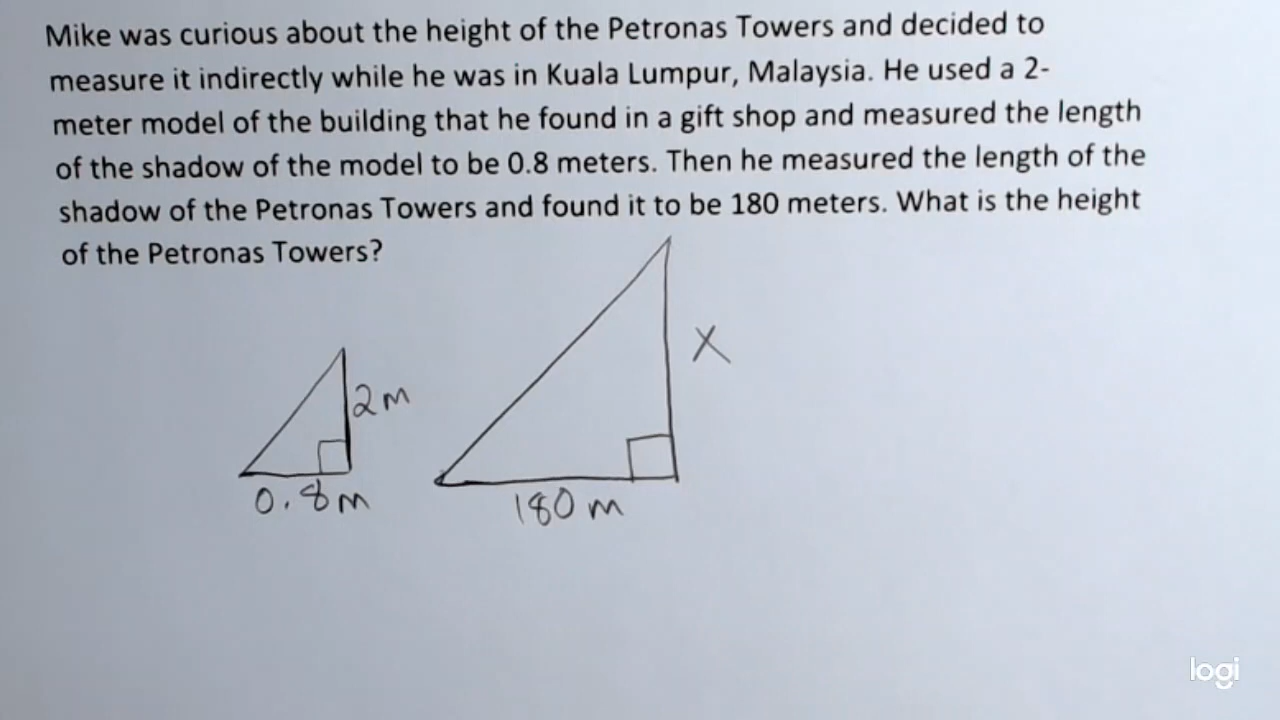 Mike was curious about the height of the Petronas Towers and decided to
measure it indirectly while he was in Kuala Lumpur, Malaysia. He used a 2-
meter model of the building that he found in a gift shop and measured the length
of the shadow of the model to be 0.8 meters. Then he measured the length of the
shadow of the Petronas Towers and found it to be 180 meters. What is the height
of the Petronas Towers?
X
2m
0.8m
180 m
logi